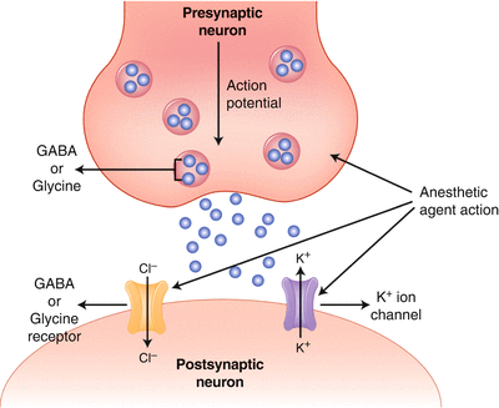 Presynaptic
neuron
Action
potential
GABA
or
Glycine
Anesthetic
agent action
Cl–
K+
GABA
or
Glycine
receptor
K+ ion
channel
Cl–
K+
Postsynaptic
neuron